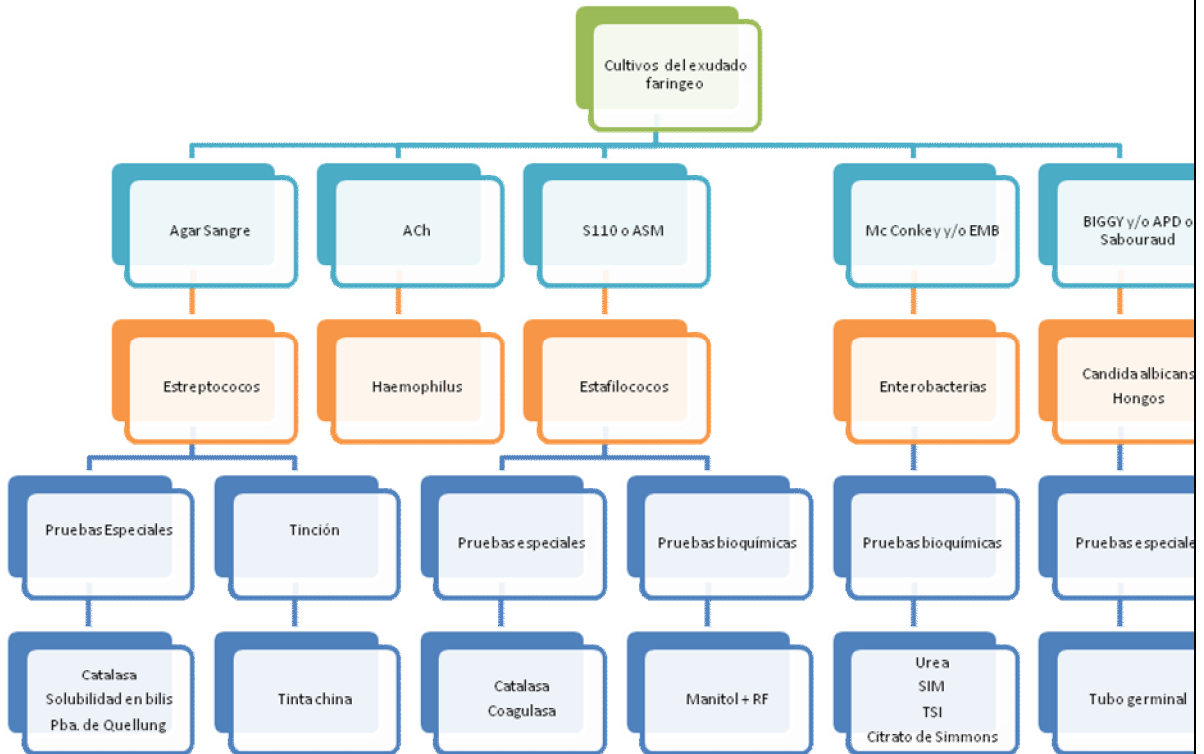 Cultivos del exudado
faringeo
Agar Sangre
ACh
S110 o ASM
Mc Conkey y/o EMB
BIGGY y/o APD o
Sabouraud
Estreptococos
Haemophilus
Estafilococos
Enterobacterias
Candida albicans
Hongos
Pruebas Especiales
Tinción
Pruebas especiales
Pruebas bioquímicas
Pruebas bioquímicas
Pruebas especiale
Catalasa
Solubilidad en bilis
Pba. de Quellung
Tinta china
Catalasa
Coagulasa
Manitol + RF
Urea
SIM
TSI
Citrato de Simmons
Tubo germinal